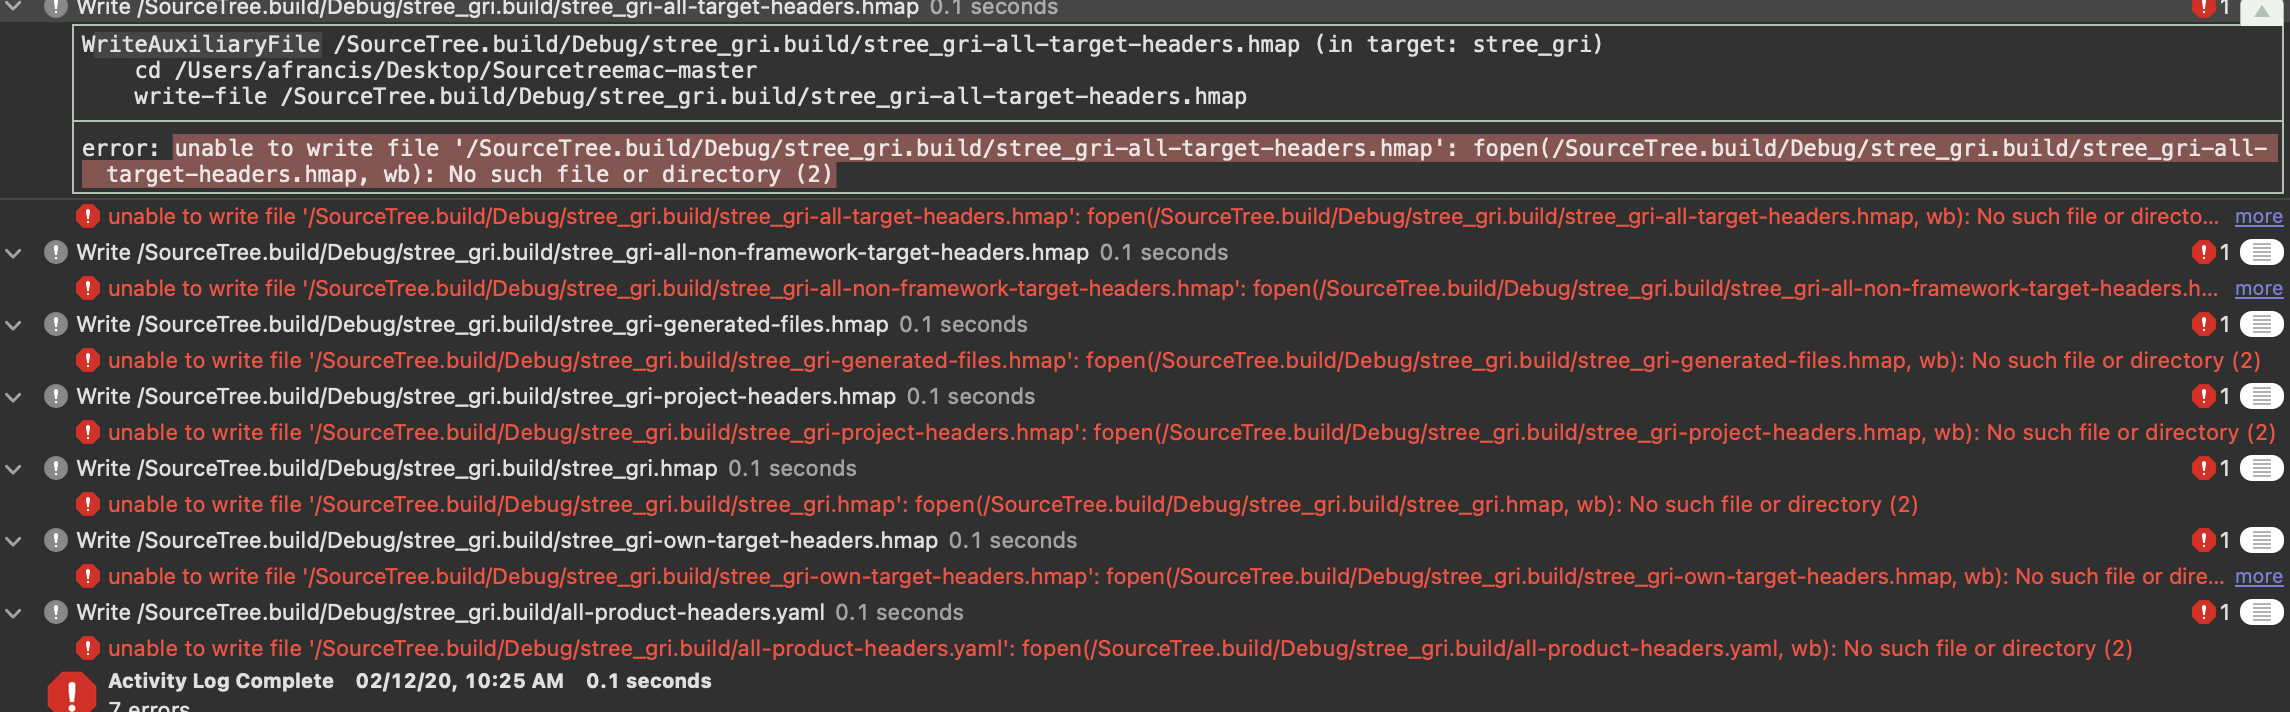 Write /SourceTree.build/Debug/stree_gri.build/stree_gri-all-target-headers.hmap 0.1 seconds 1
WriteAuxiliaryFile /SourceTree.build/Debug/stree_gri.build/stree_gri-all-target-headers.hmap (in target: stree_gri)
cd /Users/afrancis/Desktop/Sourcetreemac-master
write-file /SourceTree.build/Debug/stree_gri.build/stree_gri-all-target-headers.hmap
error: unable to write file '/SourceTree.build/Debug/stree_gri.build/stree_gri-all-target-headers.hmap': fopen(/SourceTree.build/Debug/stree_gri.build/stree_gri-all-
target-headers.hmap, wb): No such file or directory (2)
unable to write file '/SourceTree.build/Debug/stree_gri.build/stree_gri-all-target-headers.hmap': fopen(/SourceTree.build/Debug/stree_gri.build/stree_gri-all-target-headers.hmap, wb): No such file or directo... more
Write /SourceTree.build/Debug/stree_gri.build/stree_gri-all-non-framework-target-headers.hmap 0.1 seconds 1
unable to write file '/SourceTree.build/Debug/stree_gri.build/stree_gri-all-non-framework-target-headers.hmap': fopen(/SourceTree.build/Debug/stree_gri.build/stree_gri-all-non-framework-target-headers.h... more
Write /SourceTree.build/Debug/stree_gri.build/stree_gri-generated-files.hmap 0.1 seconds 1
unable to write file '/SourceTree.build/Debug/stree_gri.build/stree_gri-generated-files.hmap': fopen(/SourceTree.build/Debug/stree_gri.build/stree_gri-generated-files.hmap, wb): No such file or directory (2)
Write /SourceTree.build/Debug/stree_gri.build/stree_gri-project-headers.hmap 0.1 seconds 1
unable to write file '/SourceTree.build/Debug/stree_gri.build/stree_gri-project-headers.hmap': fopen(/SourceTree.build/Debug/stree_gri.build/stree_gri-project-headers.hmap, wb): No such file or directory (2)
Write /SourceTree.build/Debug/stree_gri.build/stree_gri.hmap 0.1 seconds 1
unable to write file '/SourceTree.build/Debug/stree_gri.build/stree_gri.hmap': fopen(/SourceTree.build/Debug/stree_gri.build/stree_gri.hmap, wb): No such file or directory (2)
Write /SourceTree.build/Debug/stree_gri.build/stree_gri-own-target-headers.hmap 0.1 seconds 1
unable to write file '/SourceTree.build/Debug/stree_gri.build/stree_gri-own-target-headers.hmap': fopen(/SourceTree.build/Debug/stree_gri.build/stree_gri-own-target-headers.hmap, wb): No such file or dire... more
Write /SourceTree.build/Debug/stree_gri.build/all-product-headers.yaml 0.1 seconds 1
unable to write file '/SourceTree.build/Debug/stree_gri.build/all-product-headers.yaml': fopen(/SourceTree.build/Debug/stree_gri.build/all-product-headers.yaml, wb): No such file or directory (2)
Activity Log Complete 02/12/20, 10:25 AM 0.1 seconds
7 errors